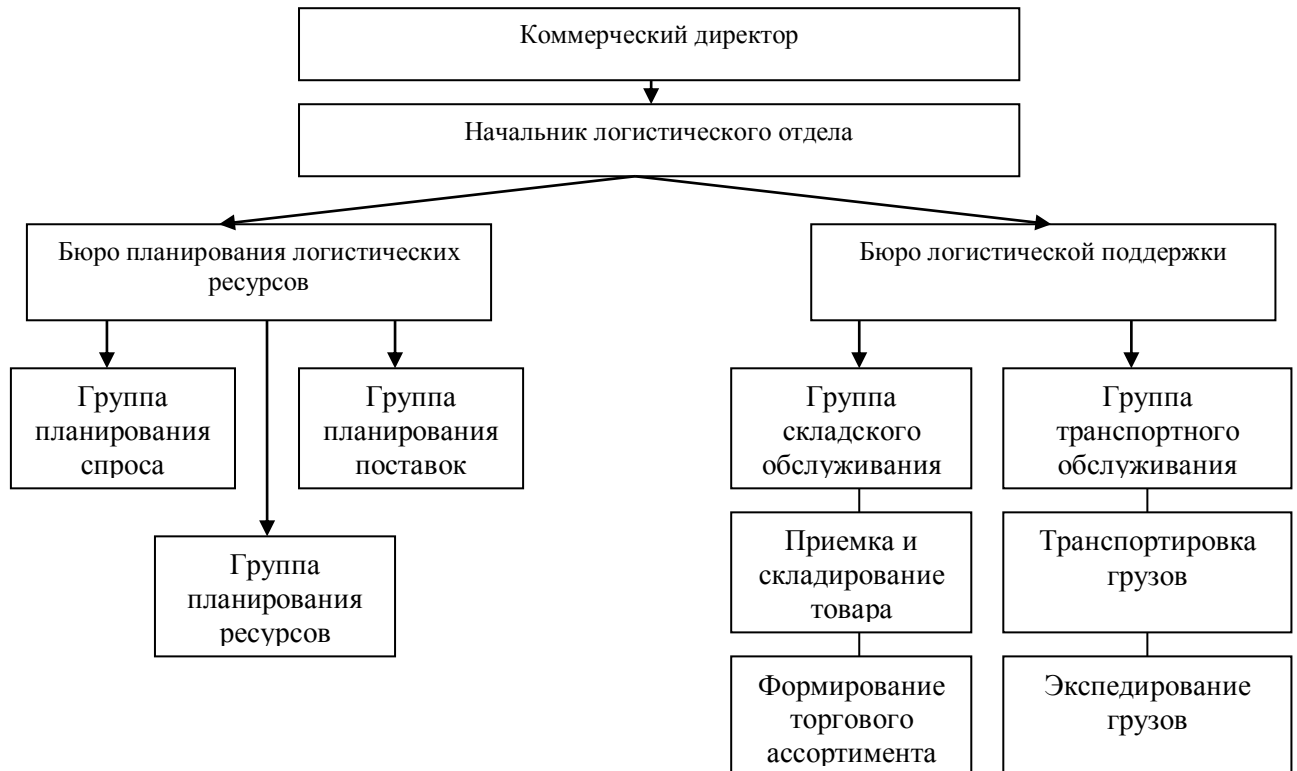 Коммерческий директор
Начальник логистического отдела
Бюро планирования логистических
ресурсов
Бюро логистической поддержки
Группа
планирования
спроса
Группа
планирования
поставок
Группа
складского
обслуживания
Группа
транспортного
обслуживания
Группа
планирования
ресурсов
Приемка и
складирование
товара
Транспортировка
грузов
Формирование
торгового
ассортимента
Экспедирование
грузов